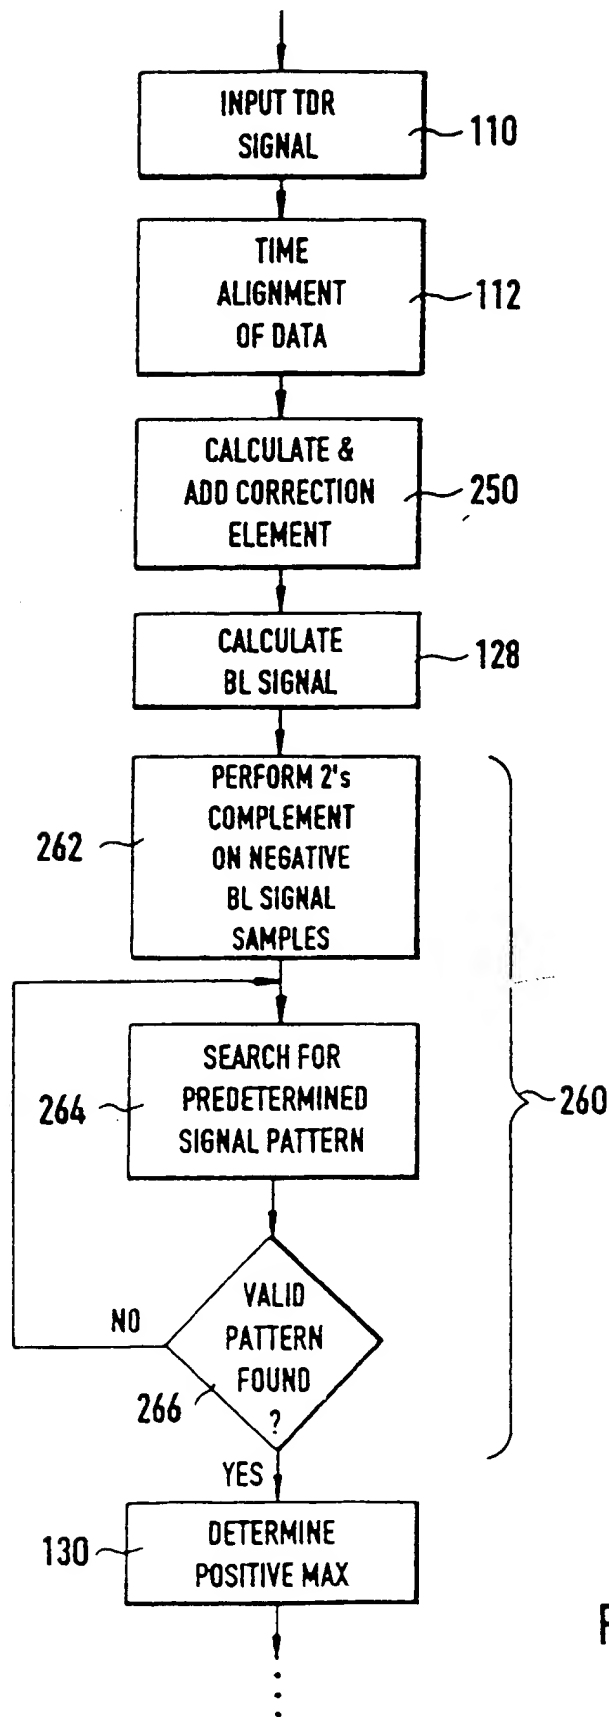 INPUT TDR
SIGNAL
110
TIME
ALIGNMENT
OF DATA
112
CALCULATE &
ADD CORRECTION
ELEMENT
250
CALCULATE
BL SIGNAL
128
PERFORM 2's
COMPLEMENT
ON NEGATIVE
BL SIGNAL
SAMPLES
262
SEARCH FOR
PREDETERMINED
SIGNAL PATTERN
264
260
VALID
PATTERN
FOUND
?
266
NO
YES
DETERMINE
POSITIVE MAX
130
F